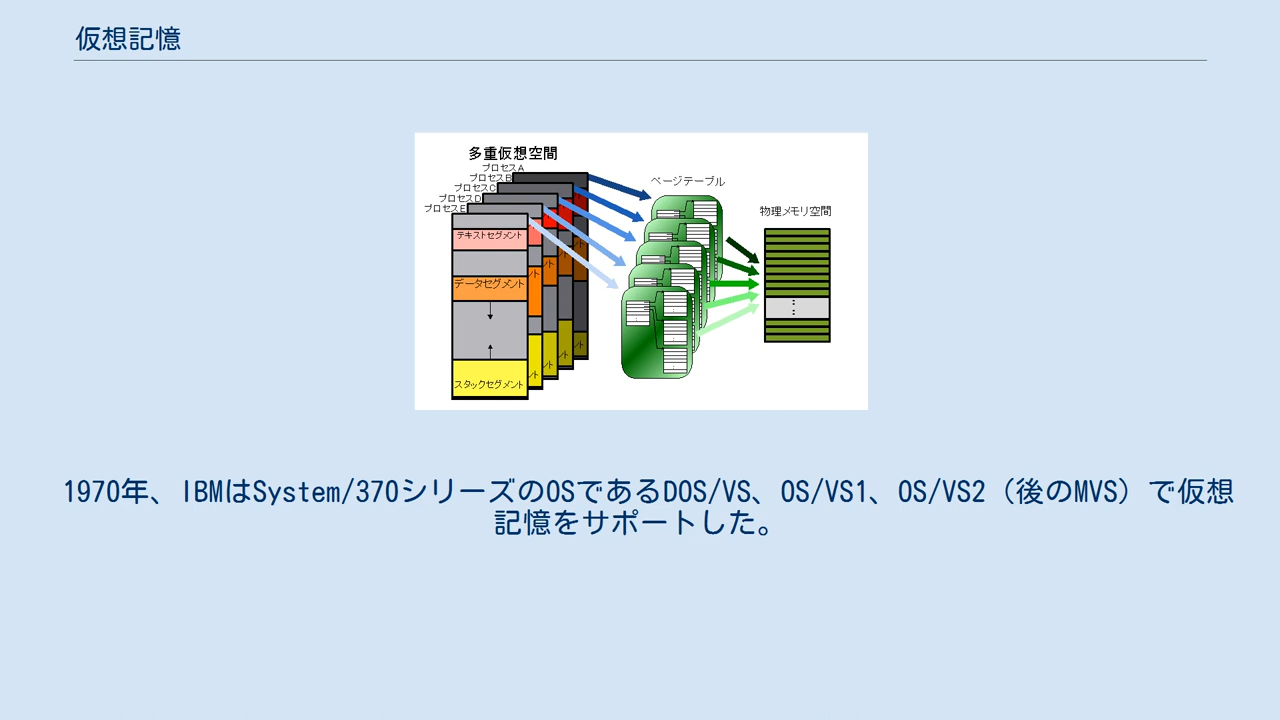 仮想記憶
多重仮想空間
プロセスA
プロセスB
プロセスC
プロセスD
プロセスE
テキストセグメント
データセグメント
スタックセグメント
ページテーブル
物理メモリ空間
1970年、IBMはSystem/370シリーズのOSであるDOS/VS、OS/VS1、OS/VS2（後のMVS）で仮想
記憶をサポートした。